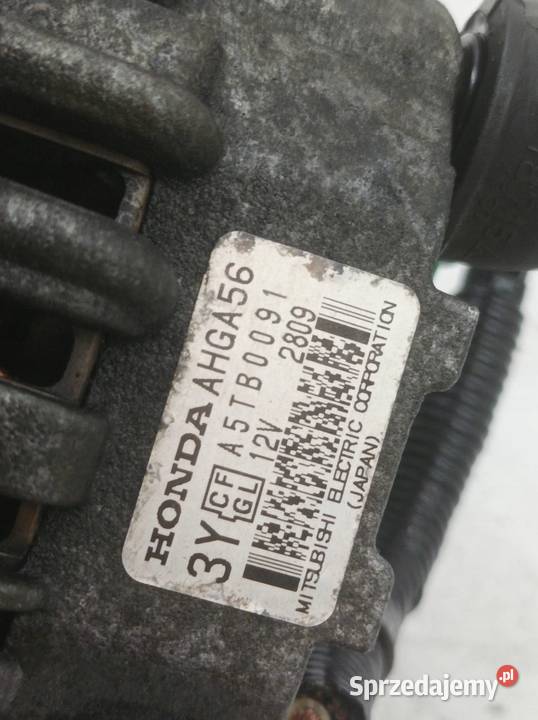 HONDA AHGA56
3Y CF A5TB0091
GL 12V 2809
MITSUBISHI ELECTRIC CORPORATION
(JAPAN)
Sprzedajemy.pl